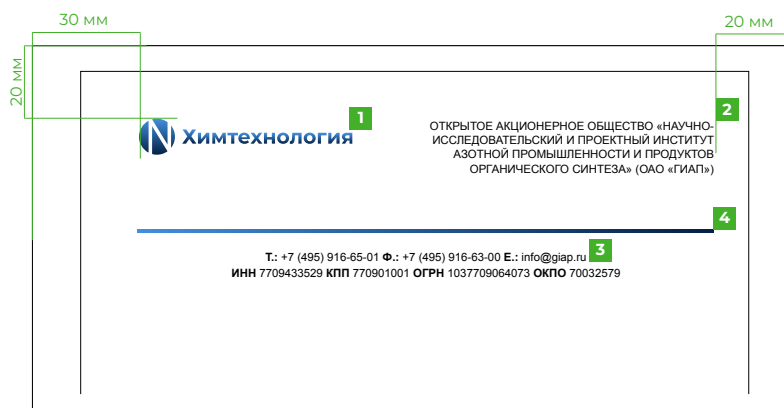 30 мм
20 мм
20 мм
1
2
Химтехнология
ОТКРЫТОЕ АКЦИОНЕРНОЕ ОБЩЕСТВО «НАУЧНО-
ИССЛЕДОВАТЕЛЬСКИЙ И ПРОЕКТНЫЙ ИНСТИТУТ
АЗОТНОЙ ПРОМЫШЛЕННОСТИ И ПРОДУКТОВ
ОРГАНИЧЕСКОГО СИНТЕЗА» (ОАО «ГИАП»)
4
3
Т.: +7 (495) 916-65-01 Ф.: +7 (495) 916-63-00 E.: info@giap.ru
ИНН 7709433529 КПП 770901001 ОГРН 1037709064073 ОКПО 70032579